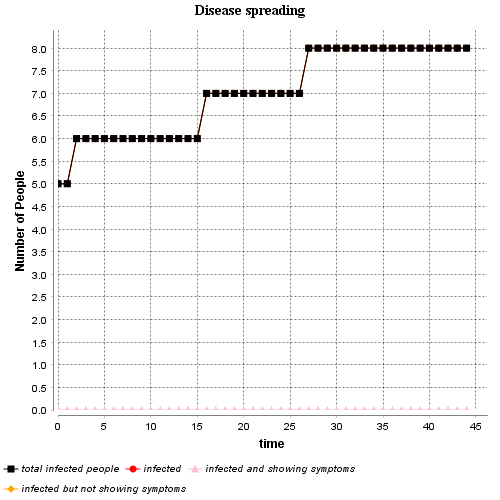 Disease spreading
8.0
7.5
7.0
6.5
6.0
5.5
5.0
4.5
4.0
3.5
3.0
2.5
2.0
1.5
1.0
0.5
0.0
Number of People
0 5 10 15 20 25 30 35 40 45
time
total infected people infected infected and showing symptoms
infected but not showing symptoms